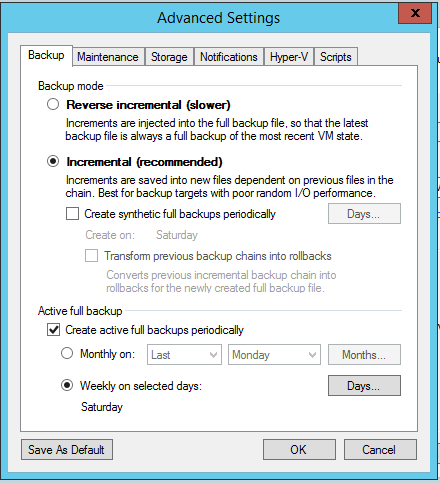 Advanced Settings
x
Backup Maintenance Storage Notifications Hyper-V Scripts
Backup mode
Reverse incremental (slower)
Increments are injected into the full backup file, so that the latest
backup file is always a full backup of the most recent VM state.
Incremental (recommended)
Increments are saved into new files dependent on previous files in the
chain. Best for backup targets with poor random I/O perfomance.
Create synthetic full backups periodically Days...
Create on: Saturday
Transform previous backup chains into rollbacks
Converts previous incremental backup chain into
rollbacks for the newly created full backup file.
Active full backup
Create active full backups periodically
Monthly on: Last Monday Months...
Weekly on selected days: Days...
Saturday
Save As Default OK Cancel